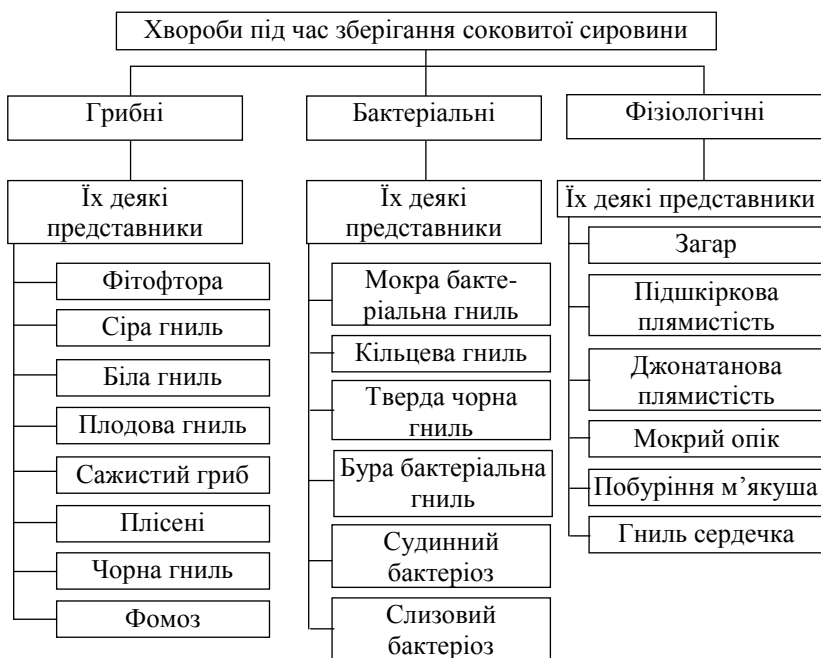 Хвороби під час зберігання соковитої сировини
Грибні
Бактеріальні
Фізіологічні
Їх деякі
представники
Фітофтора
Сіра гниль
Біла гниль
Плодова гниль
Сажистий гриб
Плісені
Чорна гниль
Фомоз
Їх деякі
представники
Мокра бакте-
ріальна гниль
Кільцева гниль
Тверда чорна
гниль
Бура бактеріальна
гниль
Судинний
бактеріоз
Слизовий
бактеріоз
Їх деякі представники
Загар
Підшкіркова
плямистість
Джонатанова
плямистість
Мокрий опік
Побуріння м’якуша
Гниль сердечка